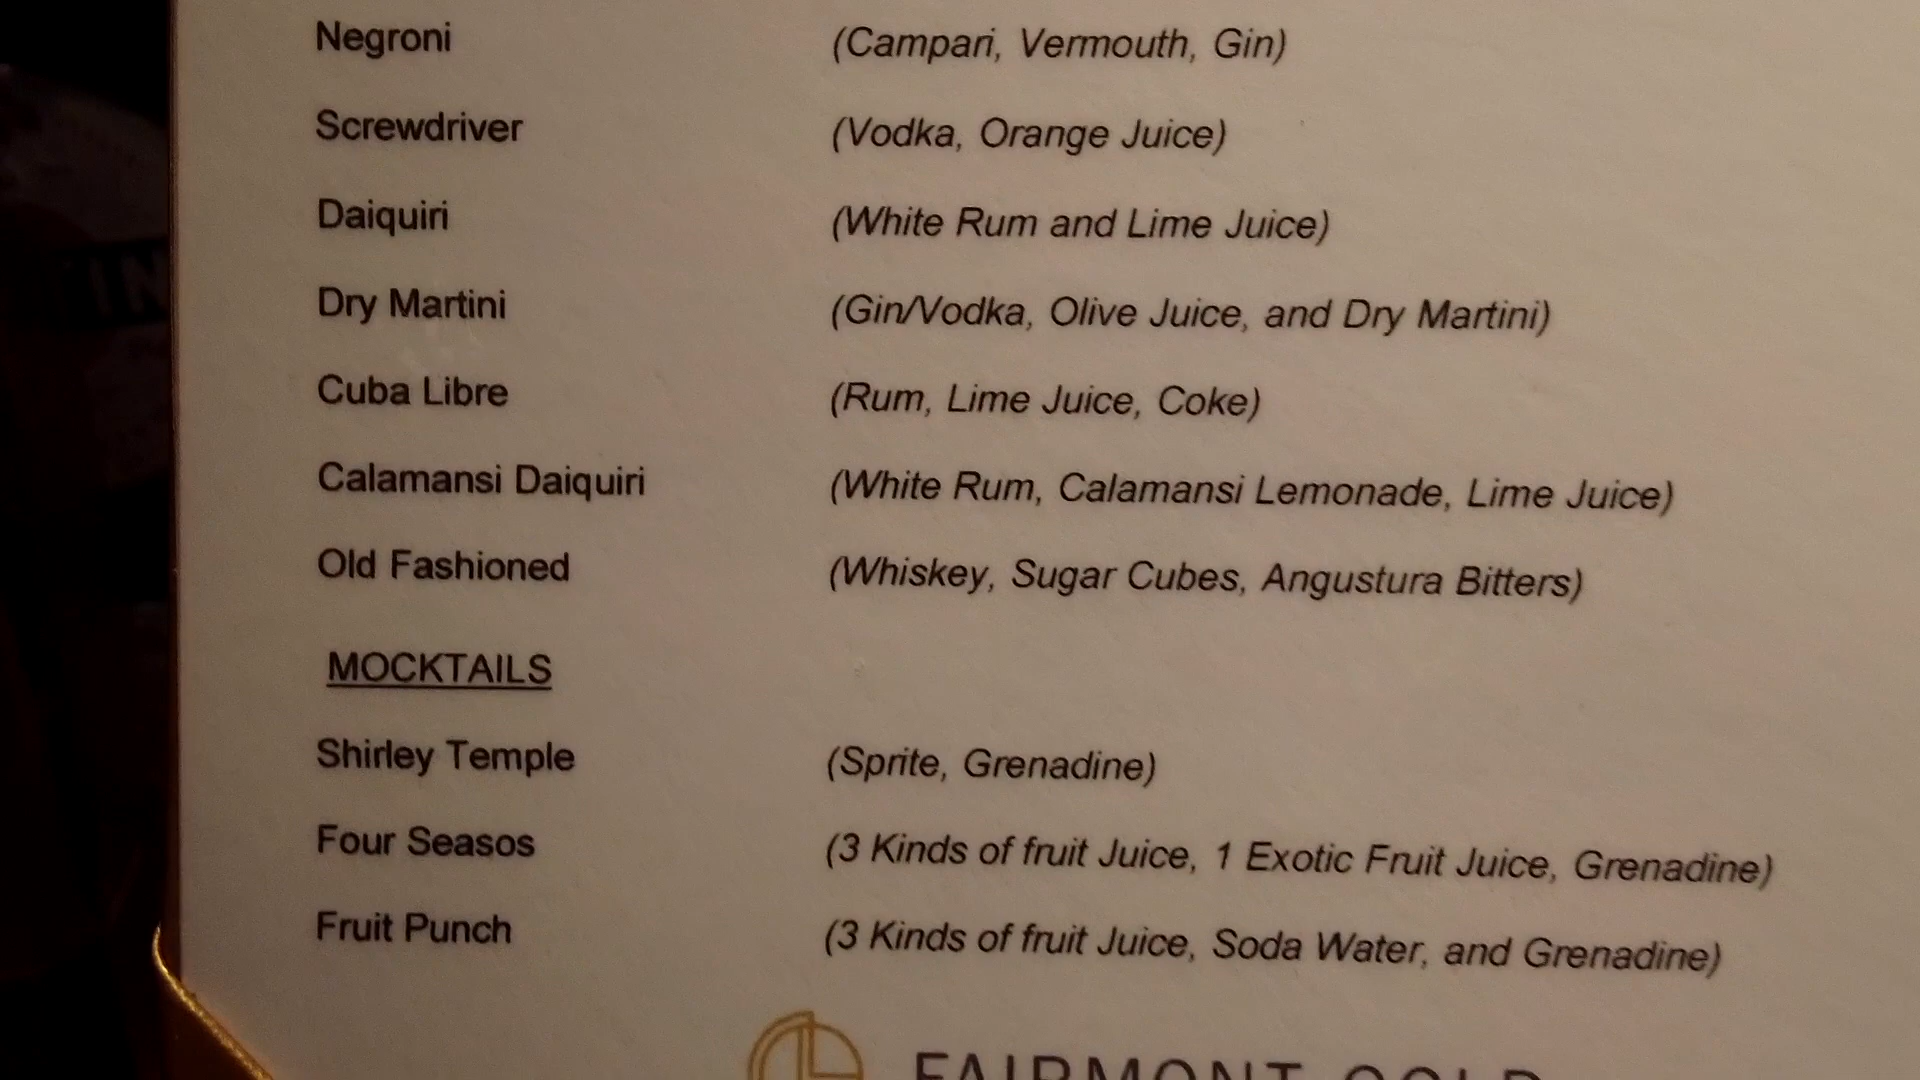 Negroni (Campari, Vermouth, Gin)
Screwdriver (Vodka, Orange Juice)
Daiquiri (White Rum and Lime Juice)
Dry Martini (Gin/Vodka, Olive Juice, and Dry Martini)
Cuba Libre (Rum, Lime Juice, Coke)
Calamansi Daiquiri (White Rum, Calamansi Lemonade, Lime Juice)
Old Fashioned (Whiskey, Sugar Cubes, Angustura Bitters)
MOCKTAILS
Shirley Temple (Sprite, Grenadine)
Four Seasos (3 Kinds of fruit Juice, 1 Exotic Fruit Juice, Grenadine)
Fruit Punch (3 Kinds of fruit Juice, Soda Water, and Grenadine)
FAIRMONT GOLD